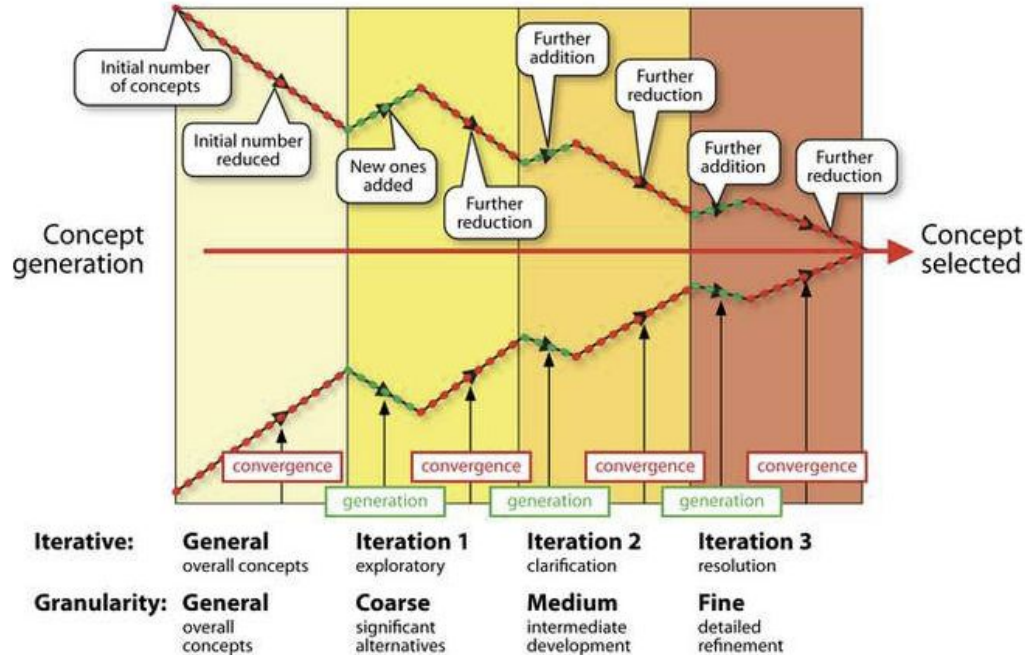 Initial number
of concepts
Initial number
reduced
New ones
added
Further
reduction
Further
addition
Further
reduction
Further
addition
Further
reduction
Concept
generation
Concept
selected
convergence
generation
convergence
generation
convergence
generation
convergence
Iterative:
General
overall concepts
Iteration 1
exploratory
Iteration 2
clarification
Iteration 3
resolution
Granularity:
General
overall
concepts
Coarse
significant
alternatives
Medium
intermediate
development
Fine
detailed
refinement